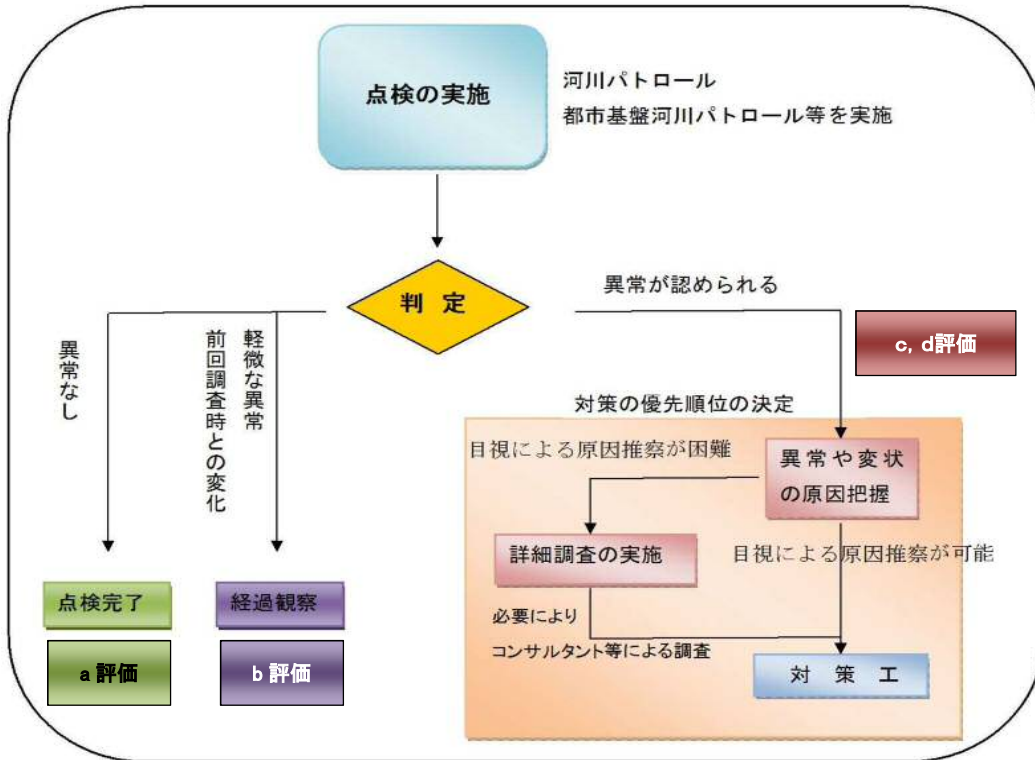 点検の実施
河川パトロール
都市基盤河川パトロール等を実施
判 定
異常が認められる
c, d評価
異常なし
軽微な異常
前回調査時との変化
対策の優先順位の決定
目視による原因推察が困難
異常や変状
の原因把握
詳細調査の実施
目視による原因推察が可能
点検完了
経過観察
必要により
コンサルタント等による調査
a 評価
b 評価
対 策 工